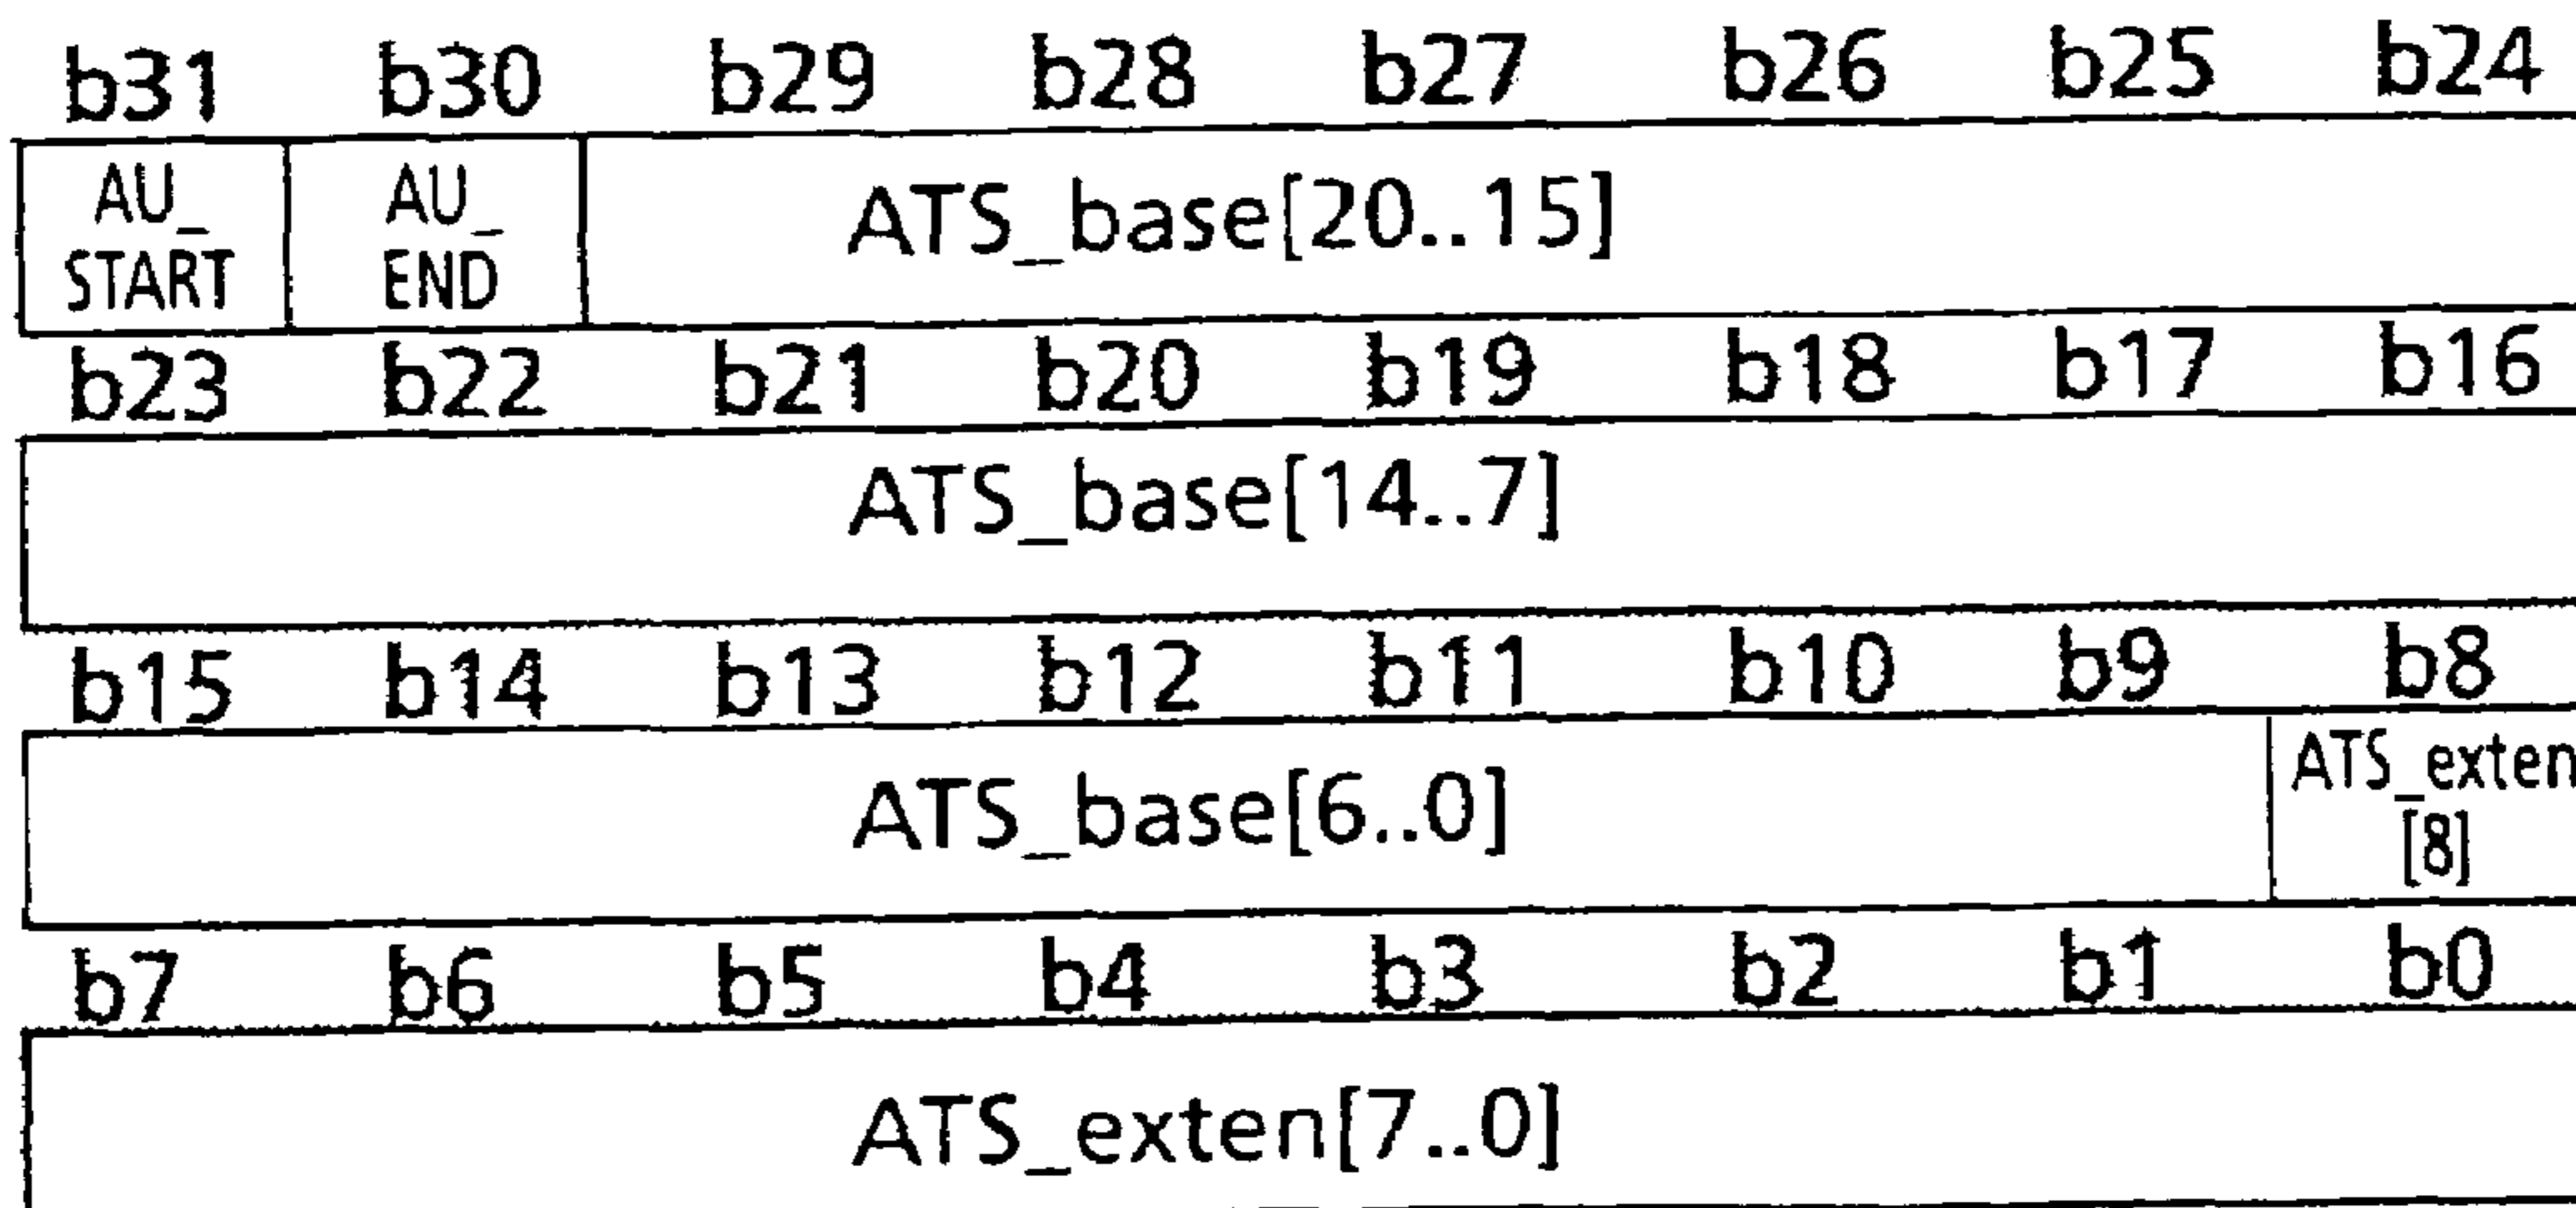 b31 b30 b29 b28 b27 b26 b25 b24
AU_ START AU_ END ATS_base[20..15]
b23 b22 b21 b20 b19 b18 b17 b16
ATS_base[14..7]
b15 b14 b13 b12 b11 b10 b9 b8
ATS_base[6..0] ATS_exten [8]
b7 b6 b5 b4 b3 b2 b1 b0
ATS_exten[7..0]